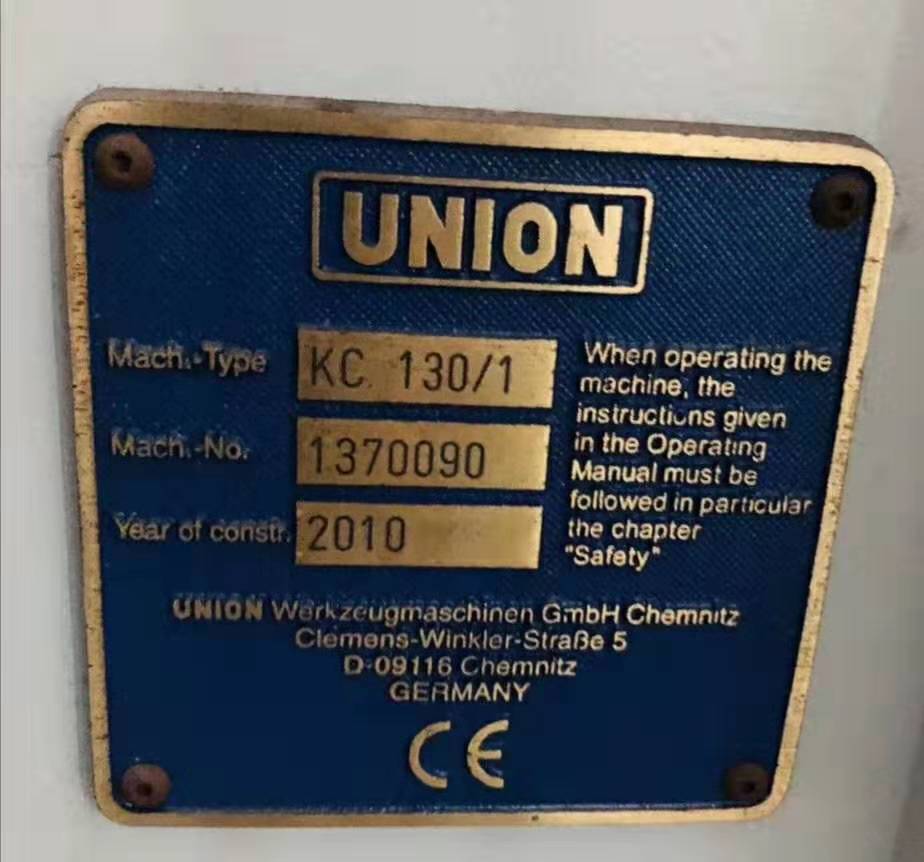 UNION
Mach.-Type KC 130/1
Mach.-No. 1370090
Year of constr. 2010
When operating the
machine, the
instructions given
in the Operating
Manual must be
followed in particular
the chapter
"Safety"
UNION Werkzeugmaschinen GmbH Chemnitz
Clemens-Winkler-Straße 5
D-09116 Chemnitz
GERMANY
CE